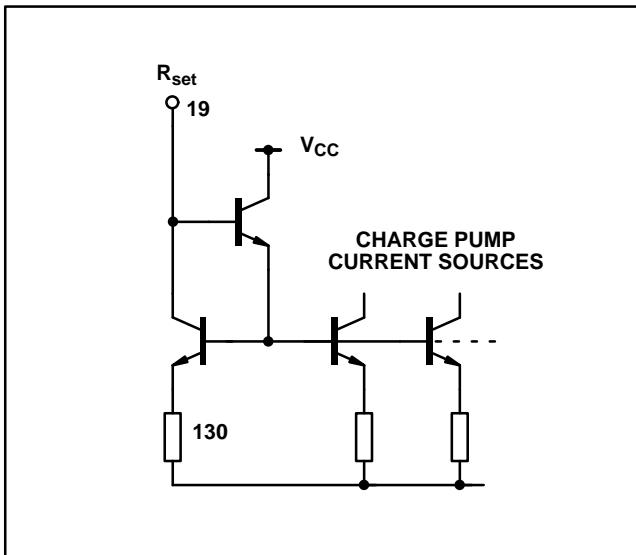 Rset
19
VCC
CHARGE PUMP
CURRENT SOURCES
130